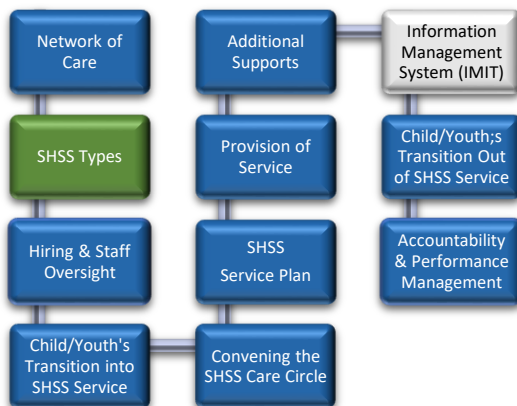 Network of
Care
SHSS Types
Hiring & Staff
Oversight
Child/Youth's
Transition into
SHSS Service
Convening the
SHSS Care Circle
SHSS
Service Plan
Provision of
Service
Additional
Supports
Information
Management
System (IMIT)
Child/Youth;s
Transition Out
of SHSS Service
Accountability
& Performance
Management